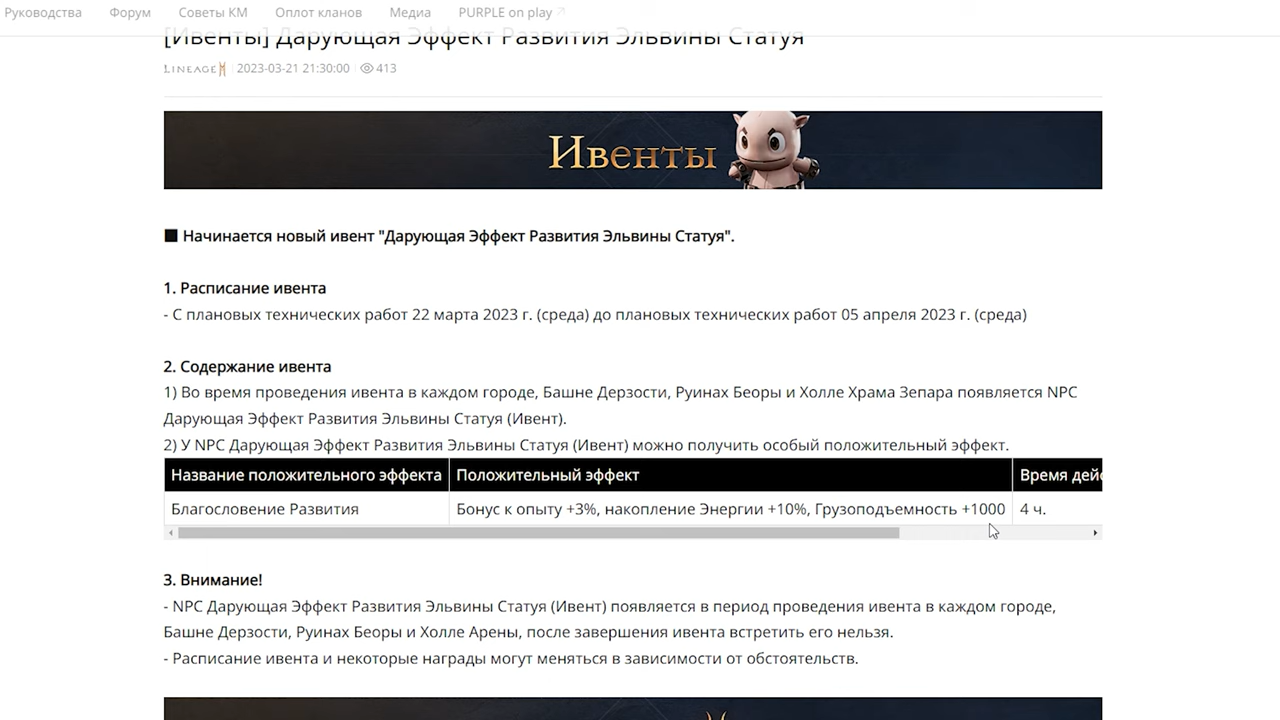 Руководства Форум Советы КМ Оплот кланов Медиа PURPLE on play
[Ивенты] Дарующая Эффект Развития Эльвины Статуя
LINEAGE 2023-03-21 21:30:00 413
Ивенты
■ Начинается новый ивент "Дарующая Эффект Развития Эльвины Статуя".
1. Расписание ивента
- С плановых технических работ 22 марта 2023 г. (среда) до плановых технических работ 05 апреля 2023 г. (среда)
2. Содержание ивента
1) Во время проведения ивента в каждом городе, Башне Дерзости, Руинах Беоры и Холле Храма Зепара появляется NPC
Дарующая Эффект Развития Эльвины Статуя (Ивент).
2) У NPC Дарующая Эффект Развития Эльвины Статуя (Ивент) можно получить особый положительный эффект.
Название положительного эффекта Положительный эффект Время дейс
Благословение Развития Бонус к опыту +3%, накопление Энергии +10%, Грузоподъемность +1000 4 ч.
3. Внимание!
- NPC Дарующая Эффект Развития Эльвины Статуя (Ивент) появляется в период проведения ивента в каждом городе,
Башне Дерзости, Руинах Беоры и Холле Арены, после завершения ивента встретить его нельзя.
- Расписание ивента и некоторые награды могут меняться в зависимости от обстоятельств.